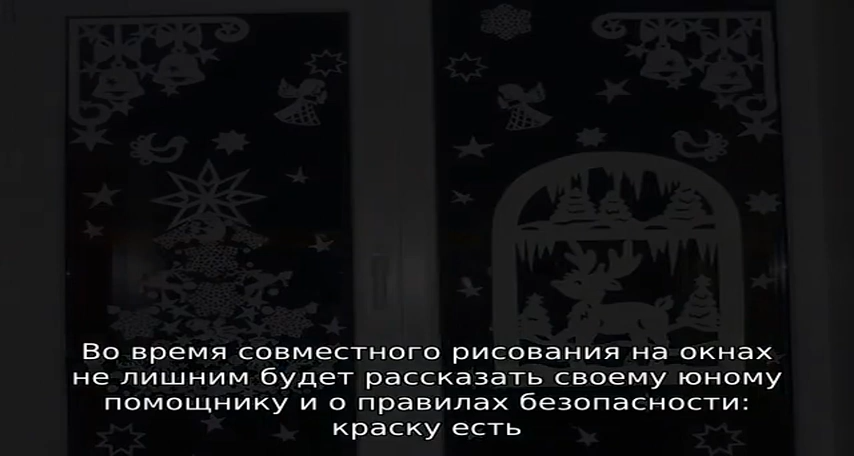 Во время совместного рисования на окнах
не лишним будет рассказать своему юному
помощнику и о правилах безопасности:
краску есть